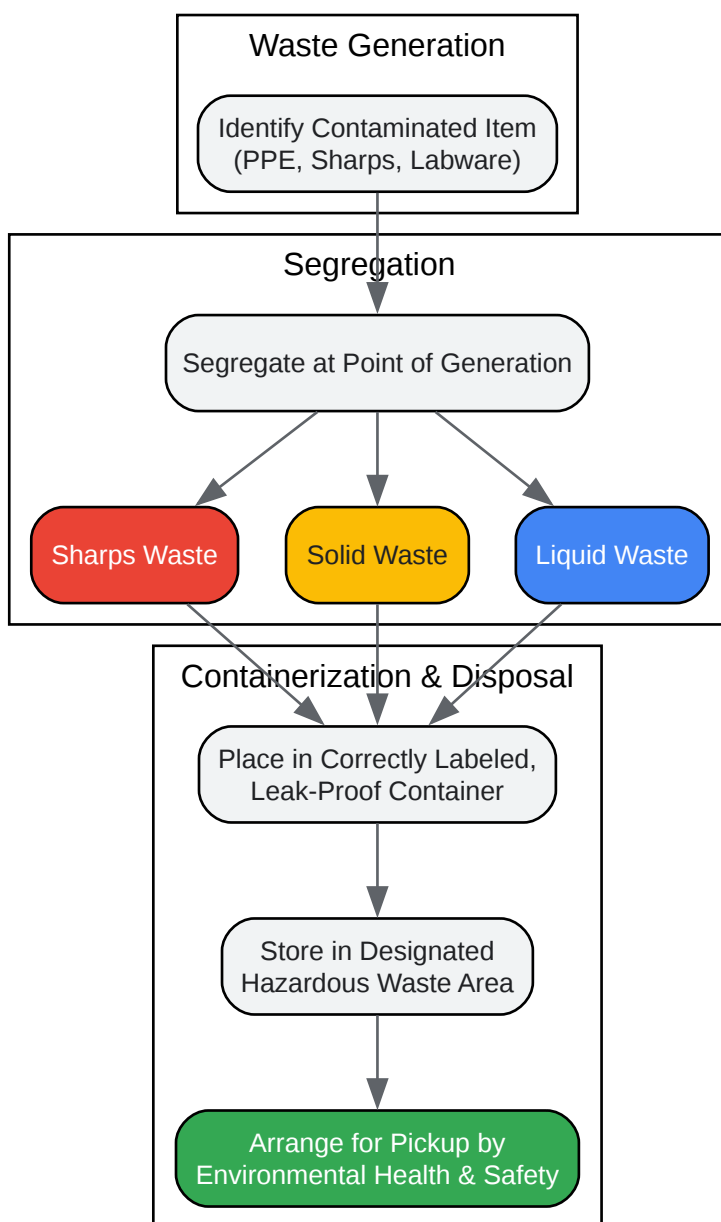 Waste Generation
Identify Contaminated Item
(PPE, Sharps, Labware)
Segregation
Segregate at Point of Generation
Sharps Waste
Solid Waste
Liquid Waste
Containerization & Disposal
Place in Correctly Labeled,
Leak-Proof Container
Store in Designated
Hazardous Waste Area
Arrange for Pickup by
Environmental Health & Safety